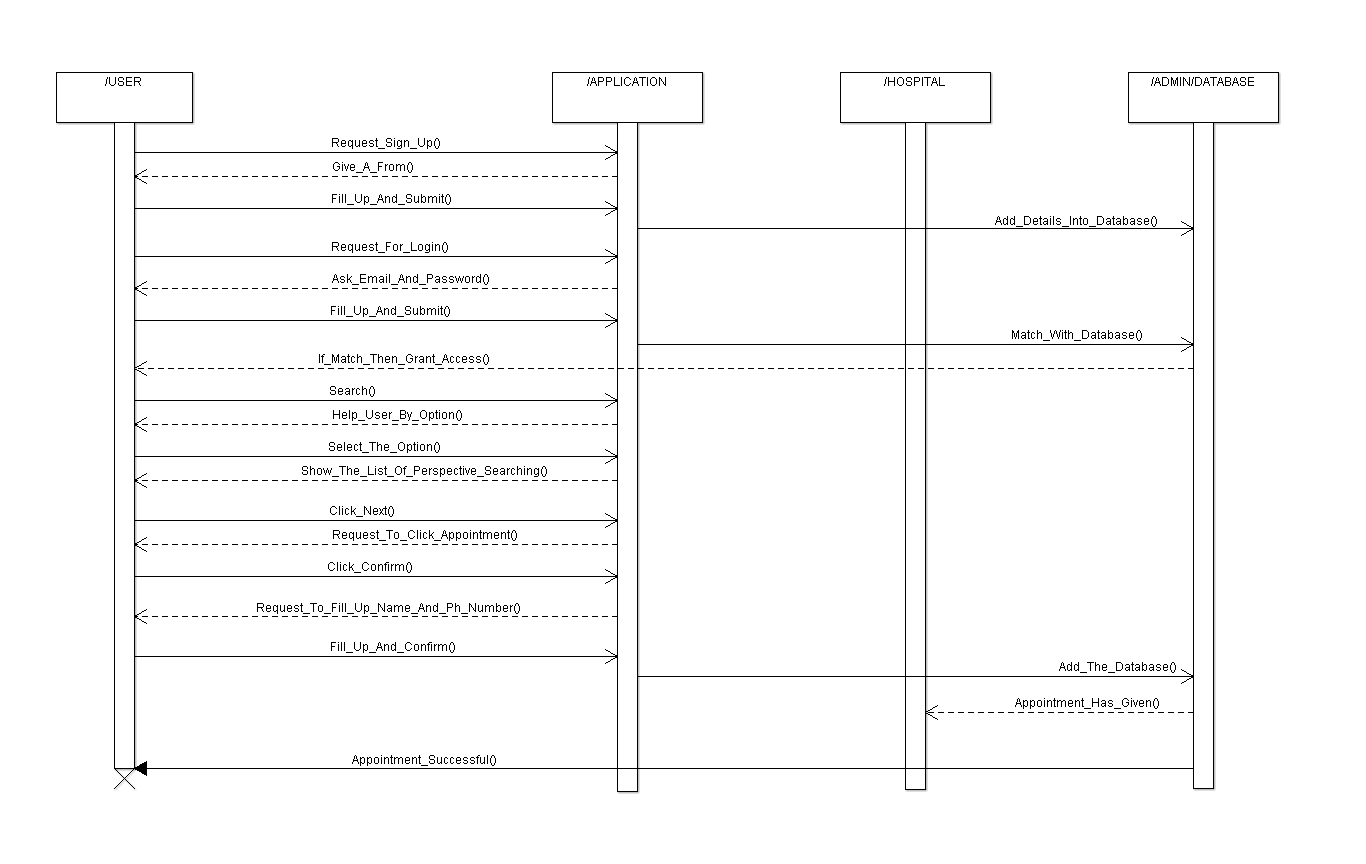 /USER
/APPLICATION
/HOSPITAL
/ADMIN/DATABASE
Request_Sign_Up()
Give_A_From()
Fill_Up_And_Submit()
Add_Details_Into_Database()
Request_For_Login()
Ask_Email_And_Password()
Fill_Up_And_Submit()
Match_With_Database()
If_Match_Then_Grant_Access()
Search()
Help_User_By_Option()
Select_The_Option()
Show_The_List_Of_Perspective_Searching()
Click_Next()
Request_To_Click_Appointment()
Click_Confirm()
Request_To_Fill_Up_Name_And_Ph_Number()
Fill_Up_And_Confirm()
Add_The_Database()
Appointment_Has_Given()
Appointment_Successful()